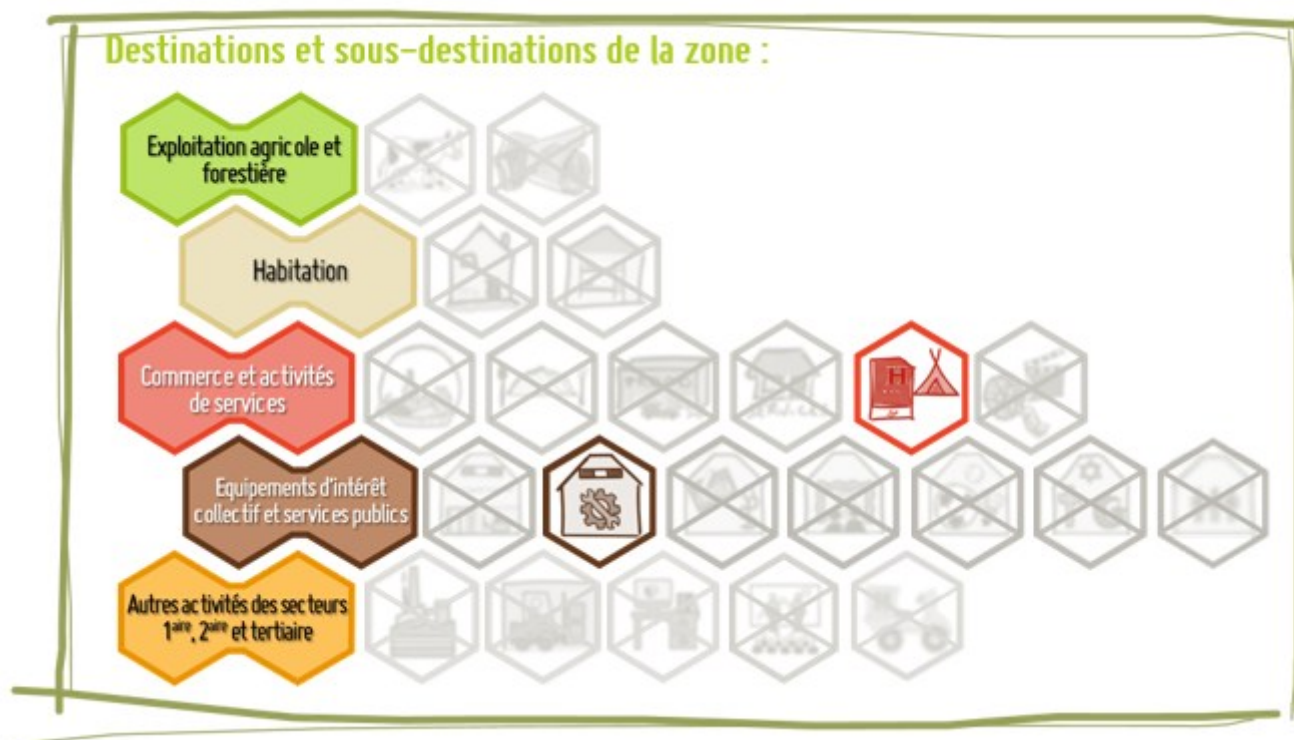 Destinations et sous-destinations de la zone :
Exploitation agricole et
forestière
Habitation
Commerce et activités
de services
H
Equipements d'intérêt
collectif et services publics
Autres activités des secteurs
1aire, 2aire et tertiaire